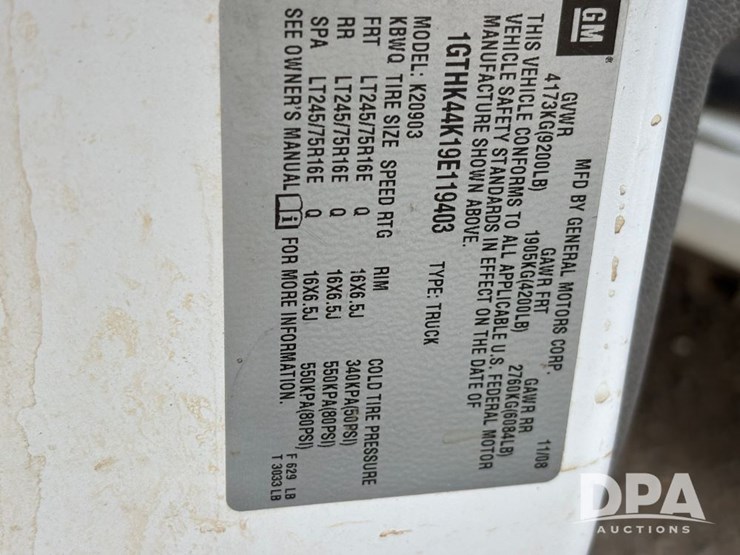 GM
MFD BY GENERAL MOTORS CORP. 11/08
GVWR GAWR FRT GAWR RR
4173KG(9200LB) 1905KG(4200LB) 2760KG(6084LB)
THIS VEHICLE CONFORMS TO ALL APPLICABLE U.S. FEDERAL MOTOR
VEHICLE SAFETY STANDARDS IN EFFECT ON THE DATE OF
MANUFACTURE SHOWN ABOVE.
1GTHK44K19E119403 TYPE: TRUCK
MODEL: K20903
KBWQ TIRE SIZE SPEED RTG RIM COLD TIRE PRESSURE
FRT LT245/75R16E Q 16X6.5J 340KPA(50PSI)
RR LT245/75R16E Q 16X6.5J 550KPA(80PSI)
SPA LT245/75R16E Q 16X6.5J 550KPA(80PSI)
SEE OWNER'S MANUAL i FOR MORE INFORMATION.
F 629 LB
T 3033 LB
DPA
AUCTIONS